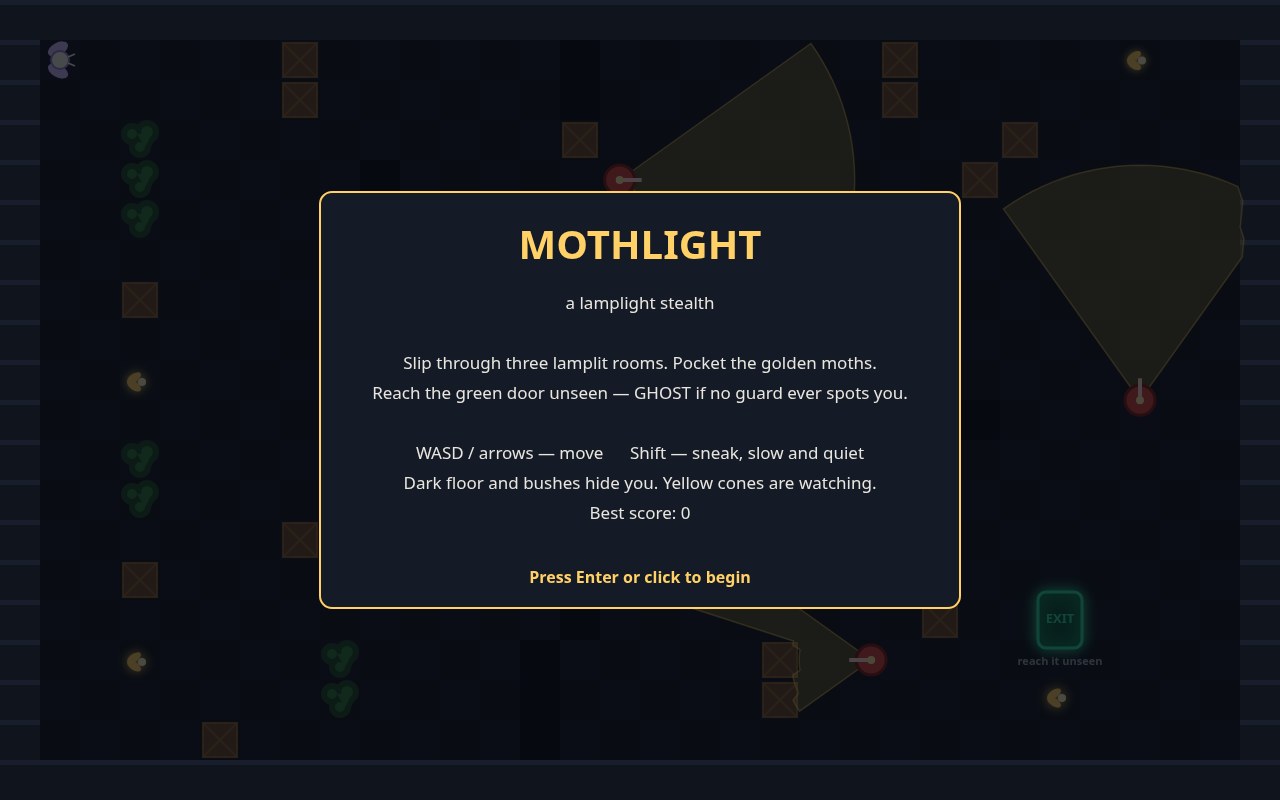 MOTHLIGHT
a lamplight stealth
Slip through three lamplit rooms. Pocket the golden moths.
Reach the green door unseen — GHOST if no guard ever spots you.
WASD / arrows — move Shift — sneak, slow and quiet
Dark floor and bushes hide you. Yellow cones are watching.
Best score: 0
Press Enter or click to begin
EXIT
reach it unseen